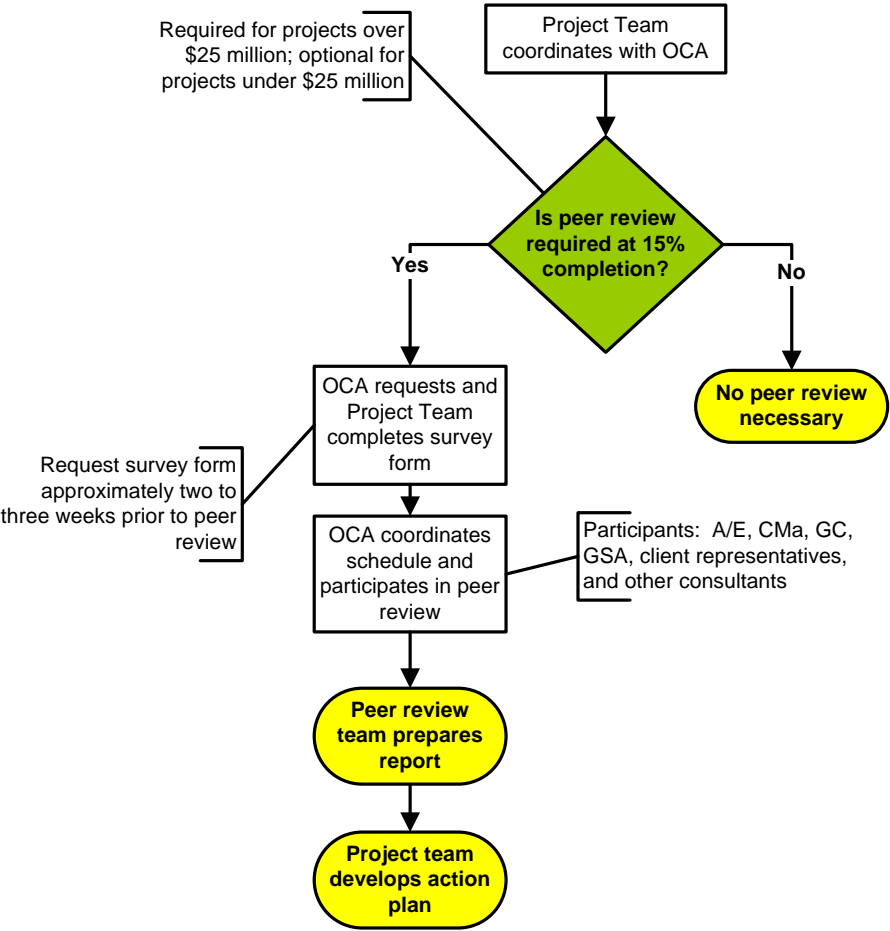 Required for projects over
$25 million; optional for
projects under $25 million
Project Team
coordinates with OCA
Is peer review
required at 15%
completion?
Yes
No
OCA requests and
Project Team
completes survey
form
No peer review
necessary
Request survey form
approximately two to
three weeks prior to peer
review
OCA coordinates
schedule and
participates in peer
review
Participants:  A/E, CMa, GC,
GSA, client representatives,
and other consultants
Peer review
team prepares
report
Project team
develops action
plan